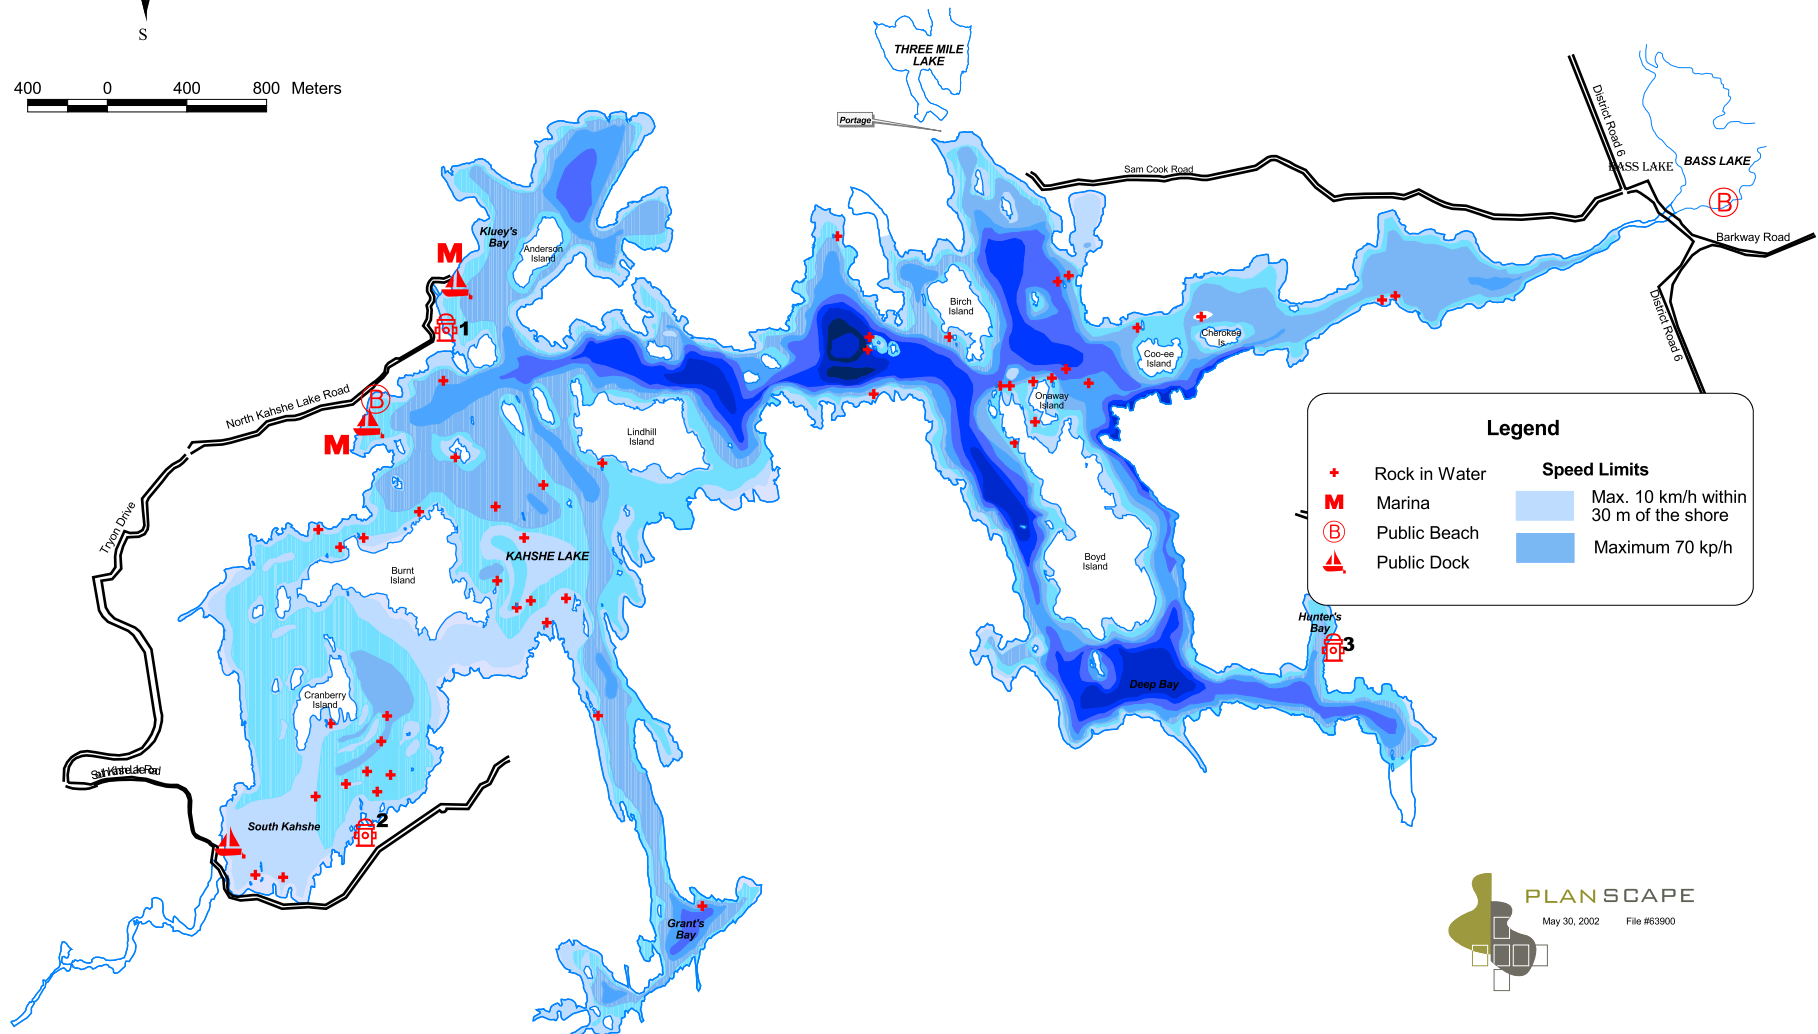 S
400 0 400 800 Meters
THREE MILE
LAKE
Portage
Sam Cook Road
District Road 6
BASS LAKE
BASS LAKE
B
Barkway Road
District Road 6
Kluey's
Bay
Anderson
Island
M
1
Birch
Island
Cherokee
Is.
Coo-ee
Island
Onaway
Island
North Kahshe Lake Road
B
M
Lindhill
Island
Tryon Drive
KAHSHE LAKE
Burnt
Island
Boyd
Island
Legend
Rock in Water
M Marina
B Public Beach
Public Dock
Speed Limits
Max. 10 km/h within
30 m of the shore
Maximum 70 kp/h
Hunter's
Bay
3
Deep Bay
Cranberry
Island
South Kahshe
2
Grant's
Bay
PLANSCAPE
May 30, 2002 File #63900